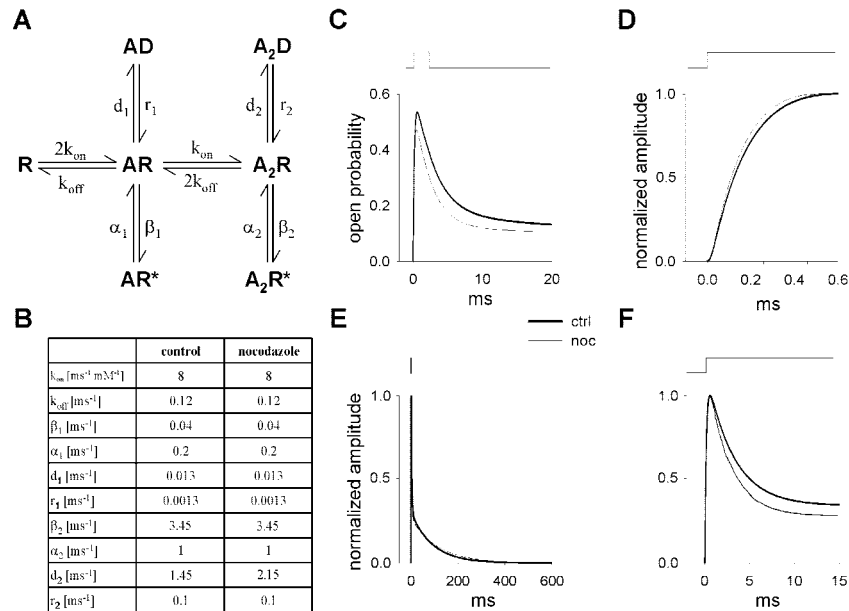 A
AD
A₂D
d₁
r₁
d₂
r₂
2k_on
k_on
R
AR
A₂R
k_off
2k_off
α₁
β₁
α₂
β₂
AR*
A₂R*
B
control nocodazole
k_on [ms⁻¹ mM⁻¹] 8 8
k_off [ms⁻¹] 0.12 0.12
β₁ [ms⁻¹] 0.04 0.04
α₁ [ms⁻¹] 0.2 0.2
d₁ [ms⁻¹] 0.013 0.013
r₁ [ms⁻¹] 0.0013 0.0013
β₂ [ms⁻¹] 3.45 3.45
α₂ [ms⁻¹] 1 1
d₂ [ms⁻¹] 1.45 2.15
r₂ [ms⁻¹] 0.1 0.1
C
open probability
0.6
0.4
0.2
0.0
0 10 20
ms
D
normalized amplitude
1.0
0.5
0.0
0.0 0.2 0.4 0.6
ms
E
ctrl
noc
normalized amplitude
1.0
0.5
0.0
0 200 400 600
ms
F
1.0
0.5
0.0
0 5 10 15
ms